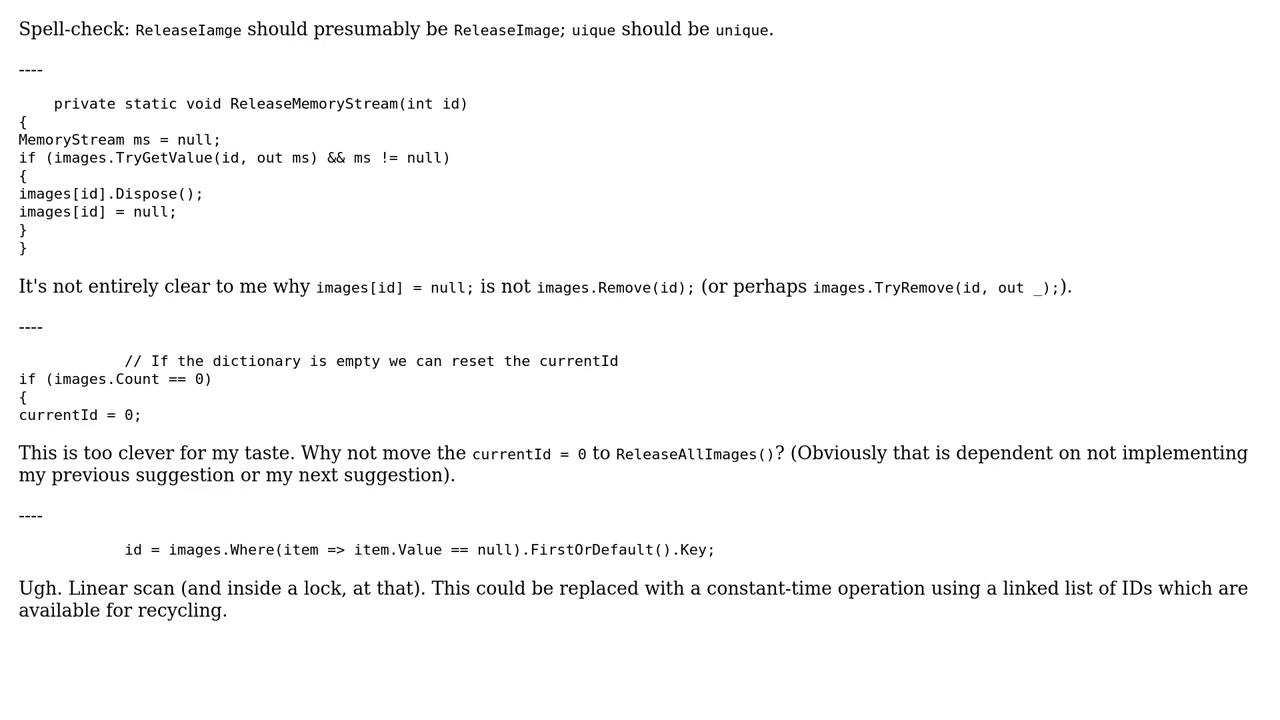 Spell-check: ReleaseIamge should presumably be ReleaseImage; uique should be unique.
----
    private static void ReleaseMemoryStream(int id)
{
MemoryStream ms = null;
if (images.TryGetValue(id, out ms) && ms != null)
{
images[id].Dispose();
images[id] = null;
}
}
It's not entirely clear to me why images[id] = null; is not images.Remove(id); (or perhaps images.TryRemove(id, out _);).
----
            // If the dictionary is empty we can reset the currentId
if (images.Count == 0)
{
currentId = 0;
This is too clever for my taste. Why not move the currentId = 0 to ReleaseAllImages()? (Obviously that is dependent on not implementing
my previous suggestion or my next suggestion).
----
            id = images.Where(item => item.Value == null).FirstOrDefault().Key;
Ugh. Linear scan (and inside a lock, at that). This could be replaced with a constant-time operation using a linked list of IDs which are
available for recycling.